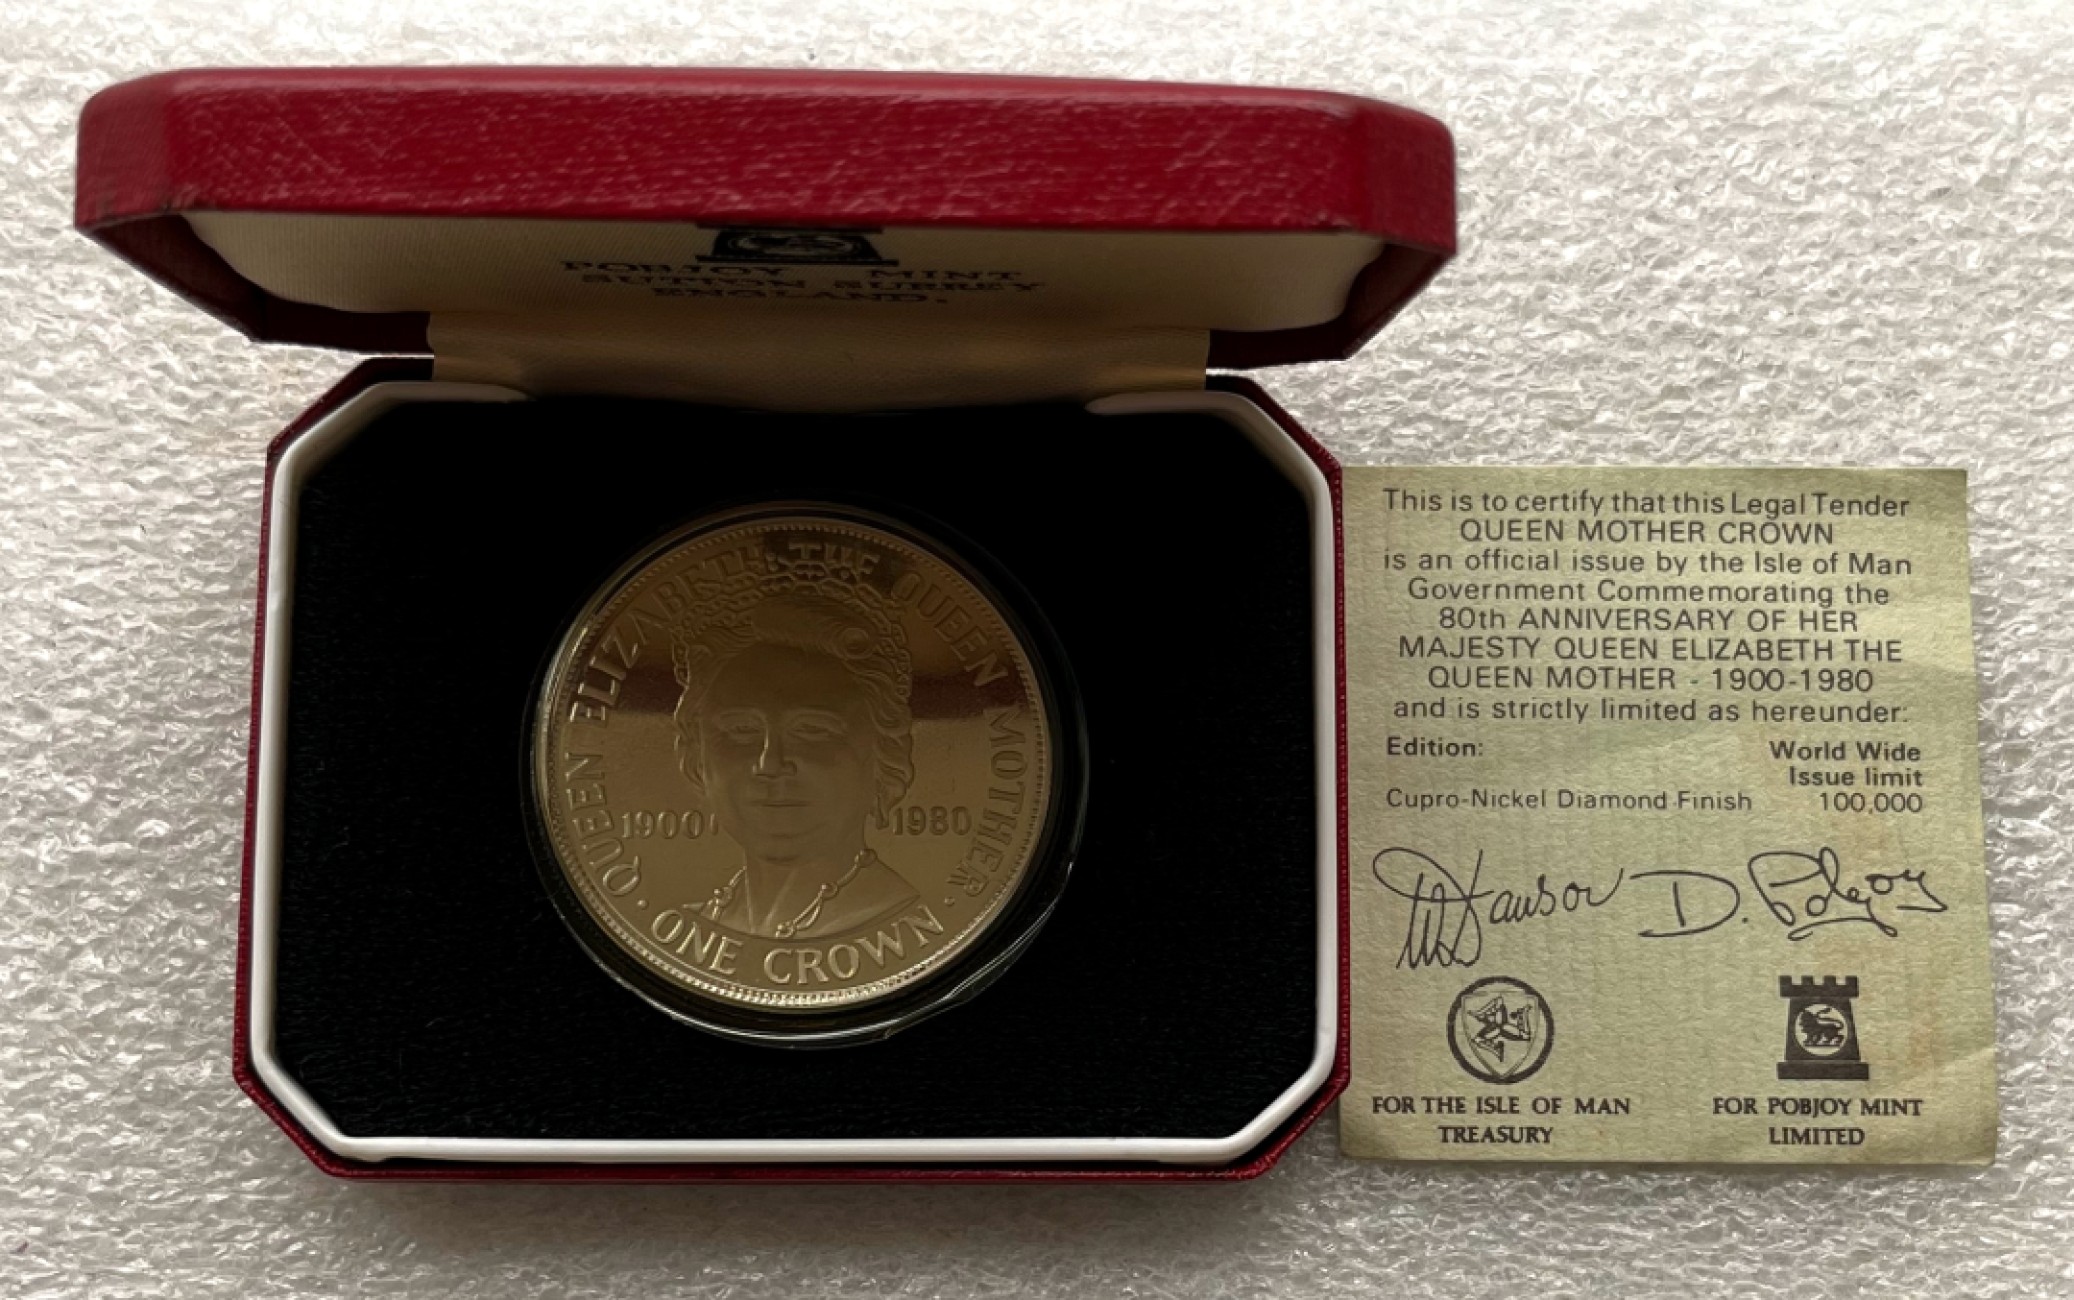 POBJOY MINT
SUTTON SURREY
ENGLAND.
QUEEN ELIZABETH THE QUEEN MOTHER
1900 1980
· ONE CROWN ·
This is to certify that this Legal Tender
QUEEN MOTHER CROWN
is an official issue by the Isle of Man
Government Commemorating the
80th ANNIVERSARY OF HER
MAJESTY QUEEN ELIZABETH THE
QUEEN MOTHER - 1900-1980
and is strictly limited as hereunder:
Edition: World Wide
Issue limit
Cupro-Nickel Diamond Finish 100,000
D. Pobjoy
FOR THE ISLE OF MAN
TREASURY
FOR POBJOY MINT
LIMITED